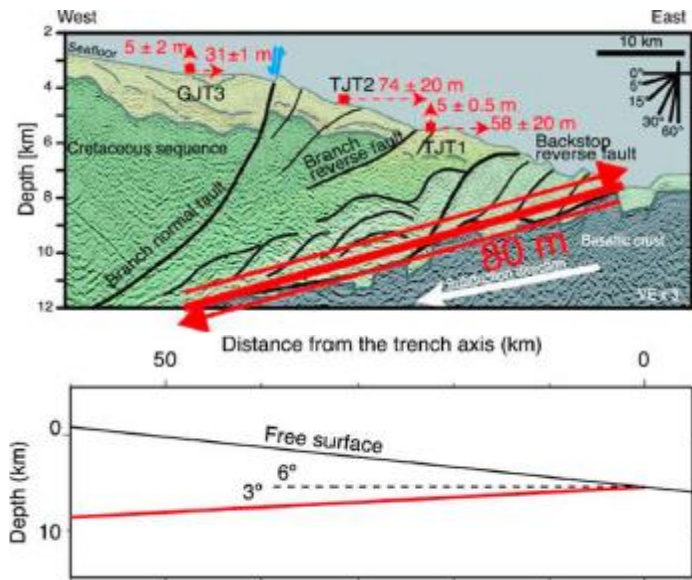 West East
2
Seafloor
5 ± 2 m 31±1 m
10 km
GJT3
TJT2 74 ± 20 m
0°
5°
15°
30°
60°
4
5 ± 0.5 m
58 ± 20 m
Cretaceous sequence
6
Branch reverse fault
TJT1
Backstop reverse fault
Depth [km]
8
Branch normal fault
80 m
Basaltic crust
10
Subduction direction
VE x 3
12
Distance from the trench axis (km)
50 0
0
Free surface
6°
3°
Depth (km)
10